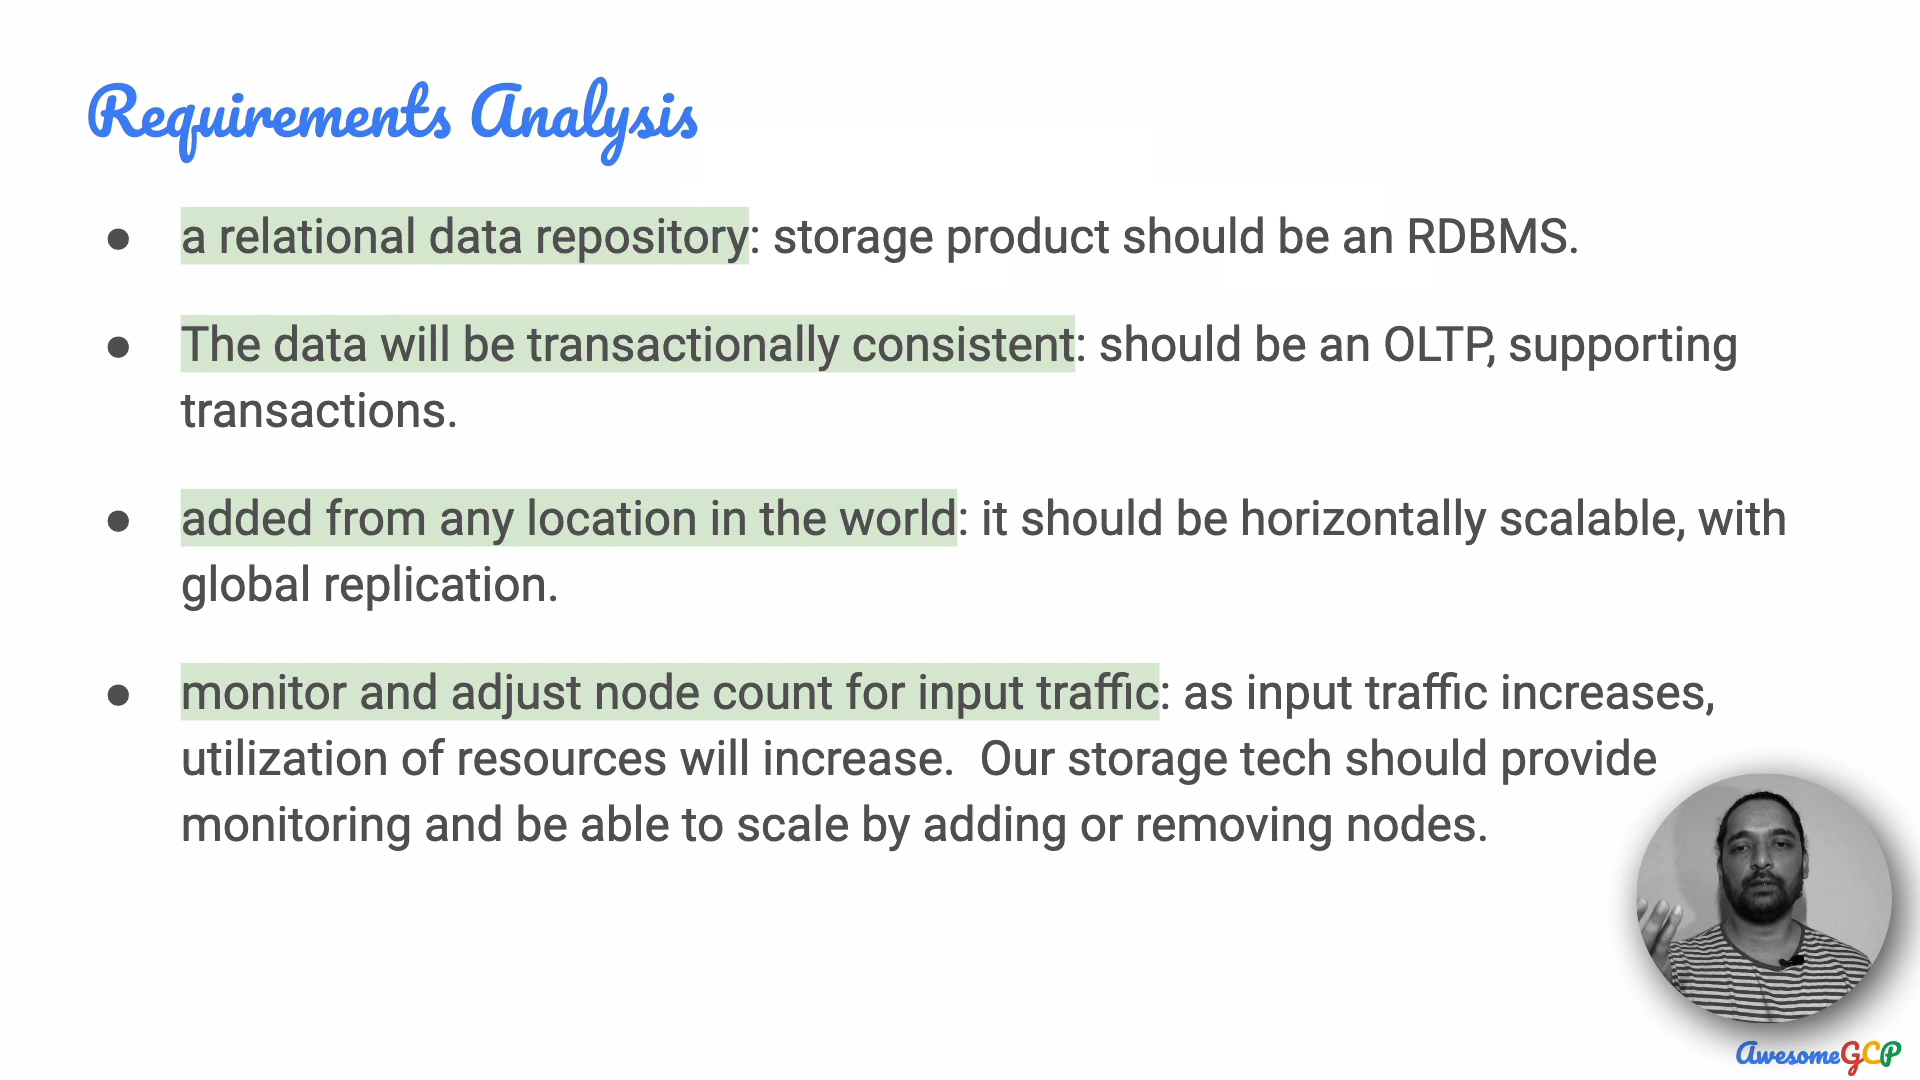 Requirements Analysis
● a relational data repository: storage product should be an RDBMS.
● The data will be transactionally consistent: should be an OLTP, supporting
transactions.
● added from any location in the world: it should be horizontally scalable, with
global replication.
● monitor and adjust node count for input traffic: as input traffic increases,
utilization of resources will increase.  Our storage tech should provide
monitoring and be able to scale by adding or removing nodes.
AwesomeGCP